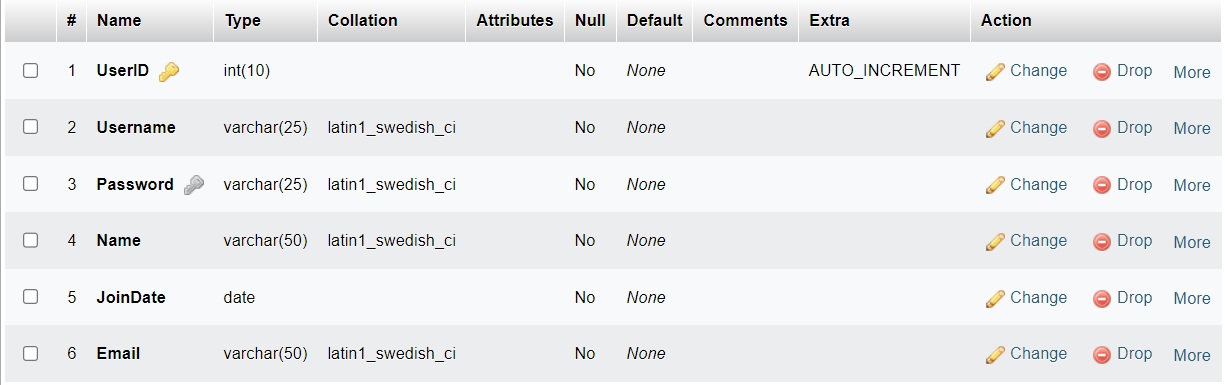 # Name Type Collation Attributes Null Default Comments Extra Action
1 UserID int(10) No None AUTO_INCREMENT Change Drop More
2 Username varchar(25) latin1_swedish_ci No None Change Drop More
3 Password varchar(25) latin1_swedish_ci No None Change Drop More
4 Name varchar(50) latin1_swedish_ci No None Change Drop More
5 JoinDate date No None Change Drop More
6 Email varchar(50) latin1_swedish_ci No None Change Drop More